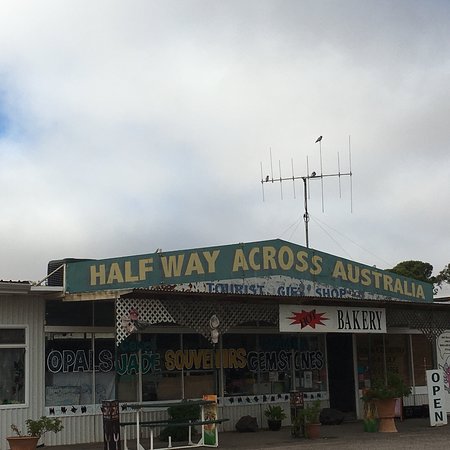 HALF WAY ACROSS AUSTRALIA
TOURIST GIFT SHOP
BAKERY
OPALS JADE SOUVENIRS GEMSTONES
OPEN